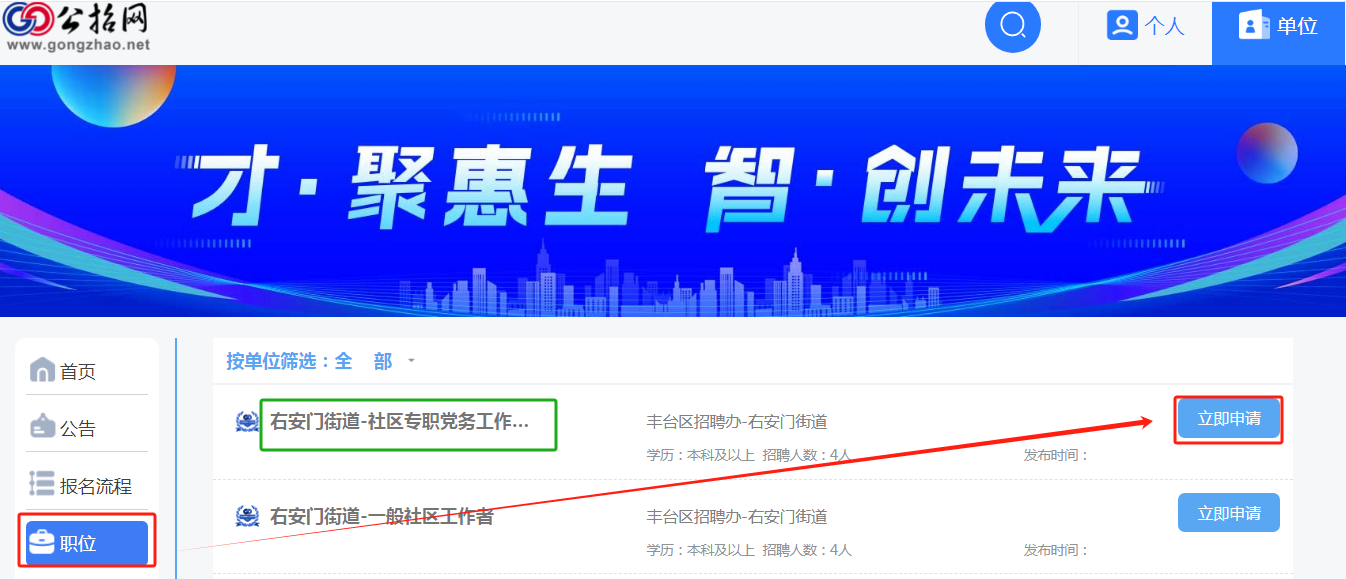 公招网
www.gongzhao.net
个人
单位
才·聚惠生 智·创未来
首页
公告
报名流程
职位
按单位筛选：全 部
右安门街道-社区专职党务工作...
丰台区招聘办-右安门街道
学历：本科及以上 招聘人数：4人
发布时间：
立即申请
右安门街道-一般社区工作者
丰台区招聘办-右安门街道
学历：本科及以上 招聘人数：4人
发布时间：
立即申请